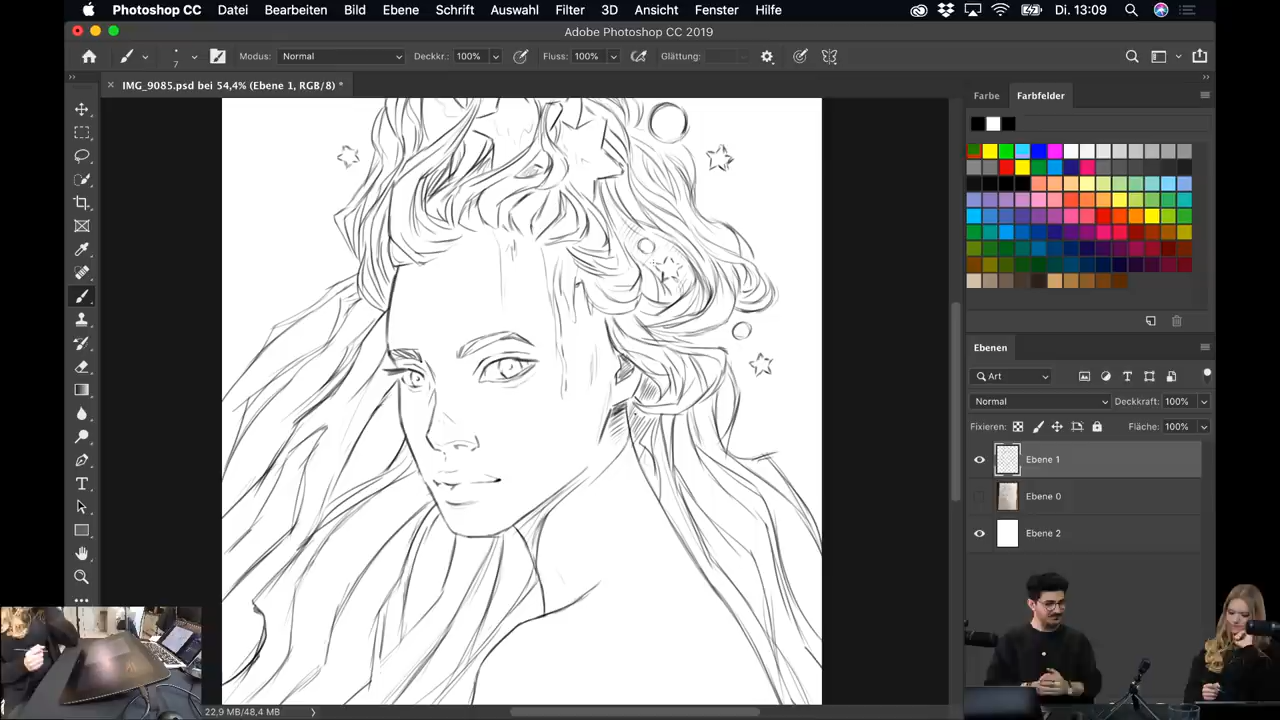 Photoshop CC Datei Bearbeiten Bild Ebene Schrift Auswahl Filter 3D Ansicht Fenster Hilfe Di. 13:09
Adobe Photoshop CC 2019
7 Modus: Normal Deckkr.: 100% Fluss: 100% Glättung:
IMG_9085.psd bei 54,4% (Ebene 1, RGB/8) *
Farbe Farbfelder
Ebenen
Art
Normal Deckkraft: 100%
Fixieren: Fläche: 100%
Ebene 1
Ebene 0
Ebene 2
22,9 MB/48,4 MB